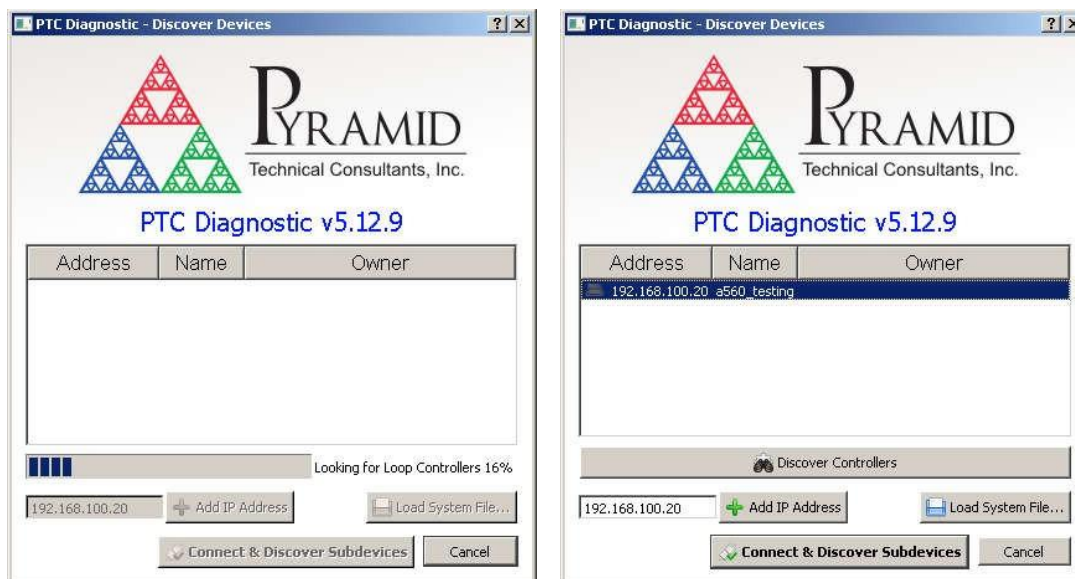 PTC Diagnostic - Discover Devices
PYRAMID
Technical Consultants, Inc.
PTC Diagnostic v5.12.9
Address Name Owner
Looking for Loop Controllers 16%
192.168.100.20 Add IP Address Load System File...
Connect & Discover Subdevices Cancel
PTC Diagnostic - Discover Devices
PYRAMID
Technical Consultants, Inc.
PTC Diagnostic v5.12.9
Address Name Owner
192.168.100.20 a560_testing
Discover Controllers
192.168.100.20 Add IP Address Load System File...
Connect & Discover Subdevices Cancel